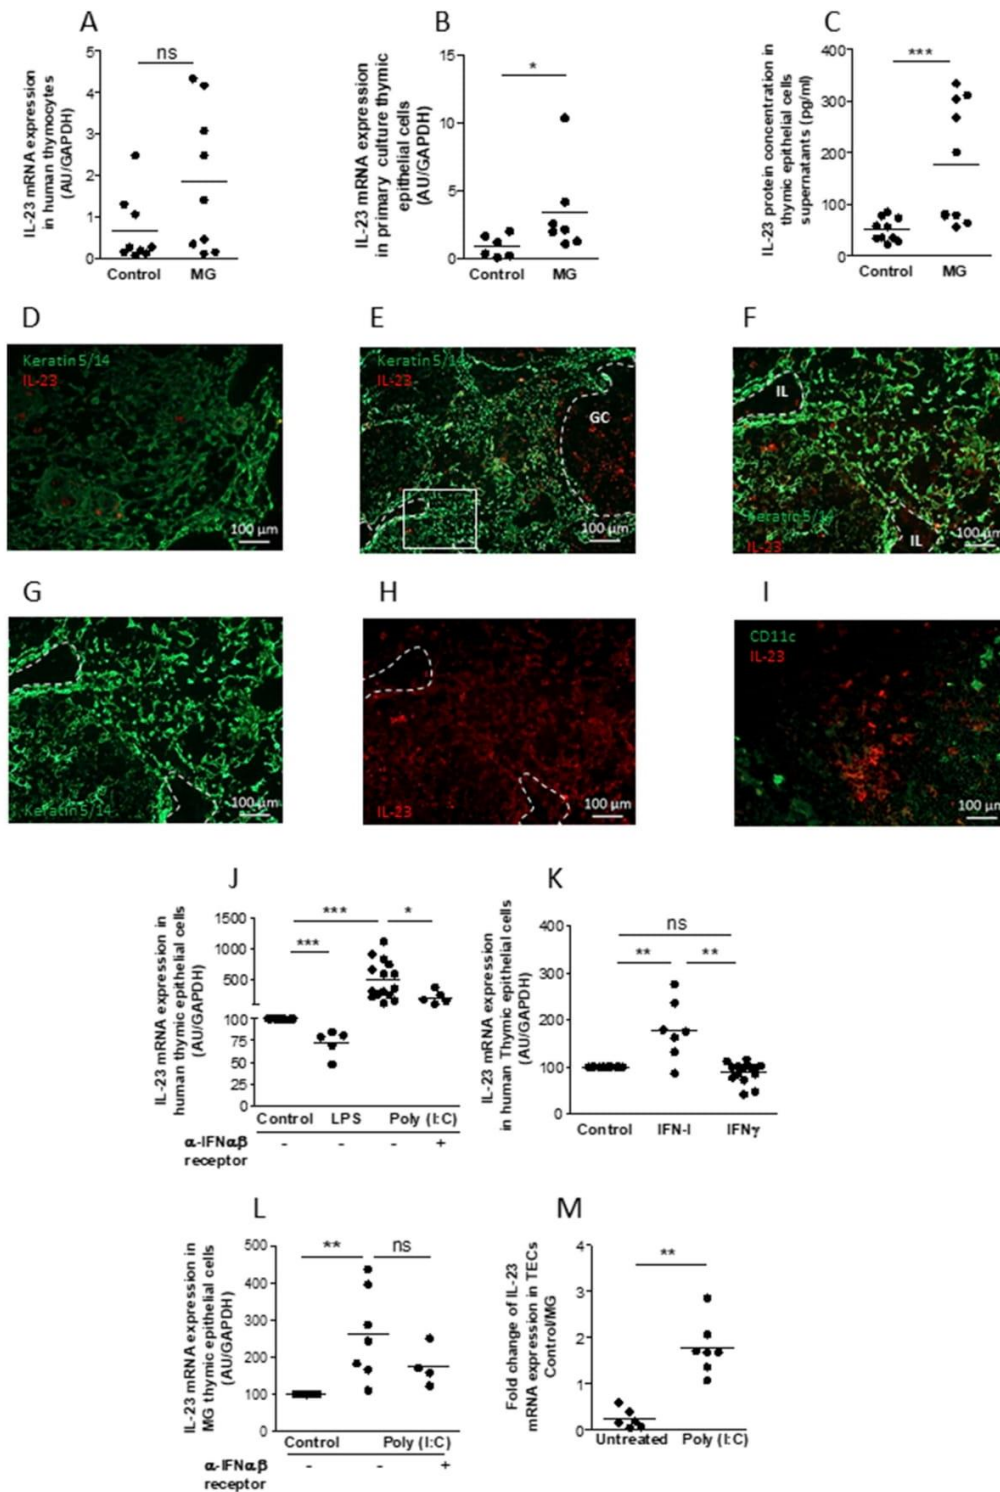 A
IL-23 mRNA expression
in human thymocytes
(AU/GAPDH)
5
4
3
2
1
0
ns
Control
MG
B
IL-23 mRNA expression
in primary culture thymic
epithelial cells
(AU/GAPDH)
15
10
5
0
*
Control
MG
C
IL-23 protein concentration in
thymic epithelial cells
supernatants (pg/ml)
400
300
200
100
0
***
Control
MG
D
Keratin 5/14
IL-23
100 µm
E
Keratin 5/14
IL-23
GC
100 µm
F
IL
Keratin 5/14
IL-23
IL
100 µm
G
Keratin 5/14
100 µm
H
IL-23
100 µm
I
CD11c
IL-23
100 µm
J
IL-23 mRNA expression in
human thymic epithelial cells
(AU/GAPDH)
1500
1000
500
100
75
50
25
0
***
***
*
Control LPS Poly (I:C)
α-IFNαβ
receptor
- - - +
K
IL-23 mRNA expression
in human Thymic epithelial cells
(AU/GAPDH)
400
300
200
100
0
ns
** **
Control IFN-I IFNγ
L
IL-23 mRNA expression in
MG thymic epithelial cells
(AU/GAPDH)
500
400
300
200
100
0
** ns
Control Poly (I:C)
α-IFNαβ
receptor
- - +
M
Fold change of IL-23
mRNA expression in TECs
Control/MG
4
3
2
1
0
**
Untreated Poly (I:C)